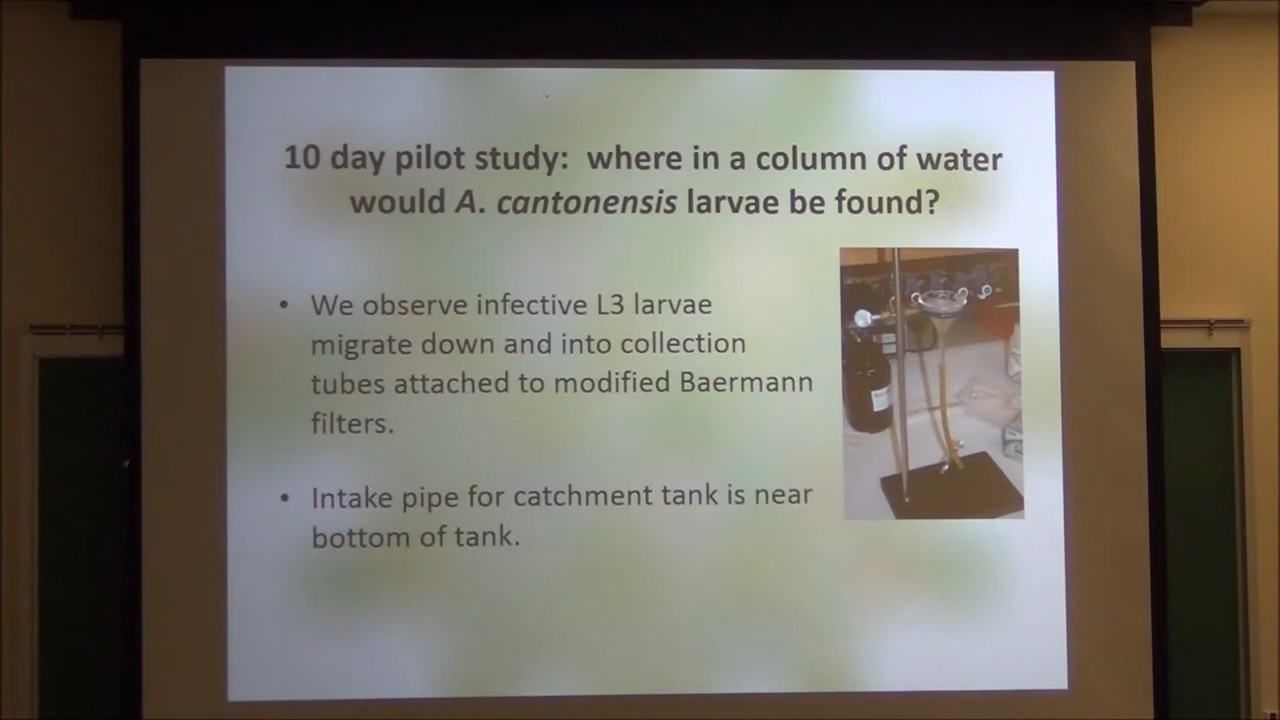 10 day pilot study: where in a column of water
would A. cantonensis larvae be found?
• We observe infective L3 larvae
migrate down and into collection
tubes attached to modified Baermann
filters.
• Intake pipe for catchment tank is near
bottom of tank.